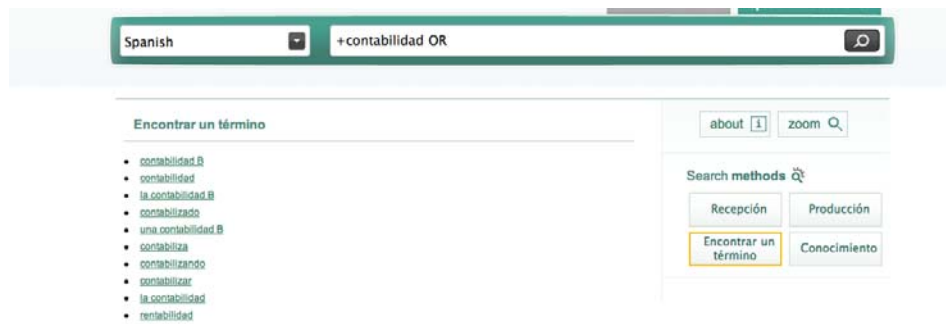 Spanish
+contabilidad OR
Encontrar un término
contabilidad B
contabilidad
la contabilidad B
contabilizado
una contabilidad B
contabiliza
contabilizando
contabilizar
la contabilidad
rentabilidad
about i zoom
Search methods
Recepción Producción
Encontrar un término
Conocimiento